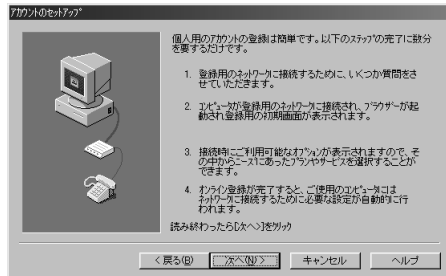 アカウントのセットアップ
個人用のアカウントの登録は簡単です。以下のステップの完了に数分
を要するだけです。
1. 登録用のネットワークに接続するために、いくつか質問をさ
せていただきます。
2. コンピュータが登録用のネットワークに接続され、ブラウザーが起
動され登録用の初期画面が表示されます。
3. 接続時にご利用可能なオプションが表示されますので、そ
の中からニーズにあったプランやサービスを選択することが
できます。
4. オンライン登録が完了すると、ご使用のコンピュータには
ネットワークに接続するために必要な設定が自動的に行
われます。
読み終わったら[次へ>]をクリック
< 戻る(B)
次へ(N) >
キャンセル
ヘルプ